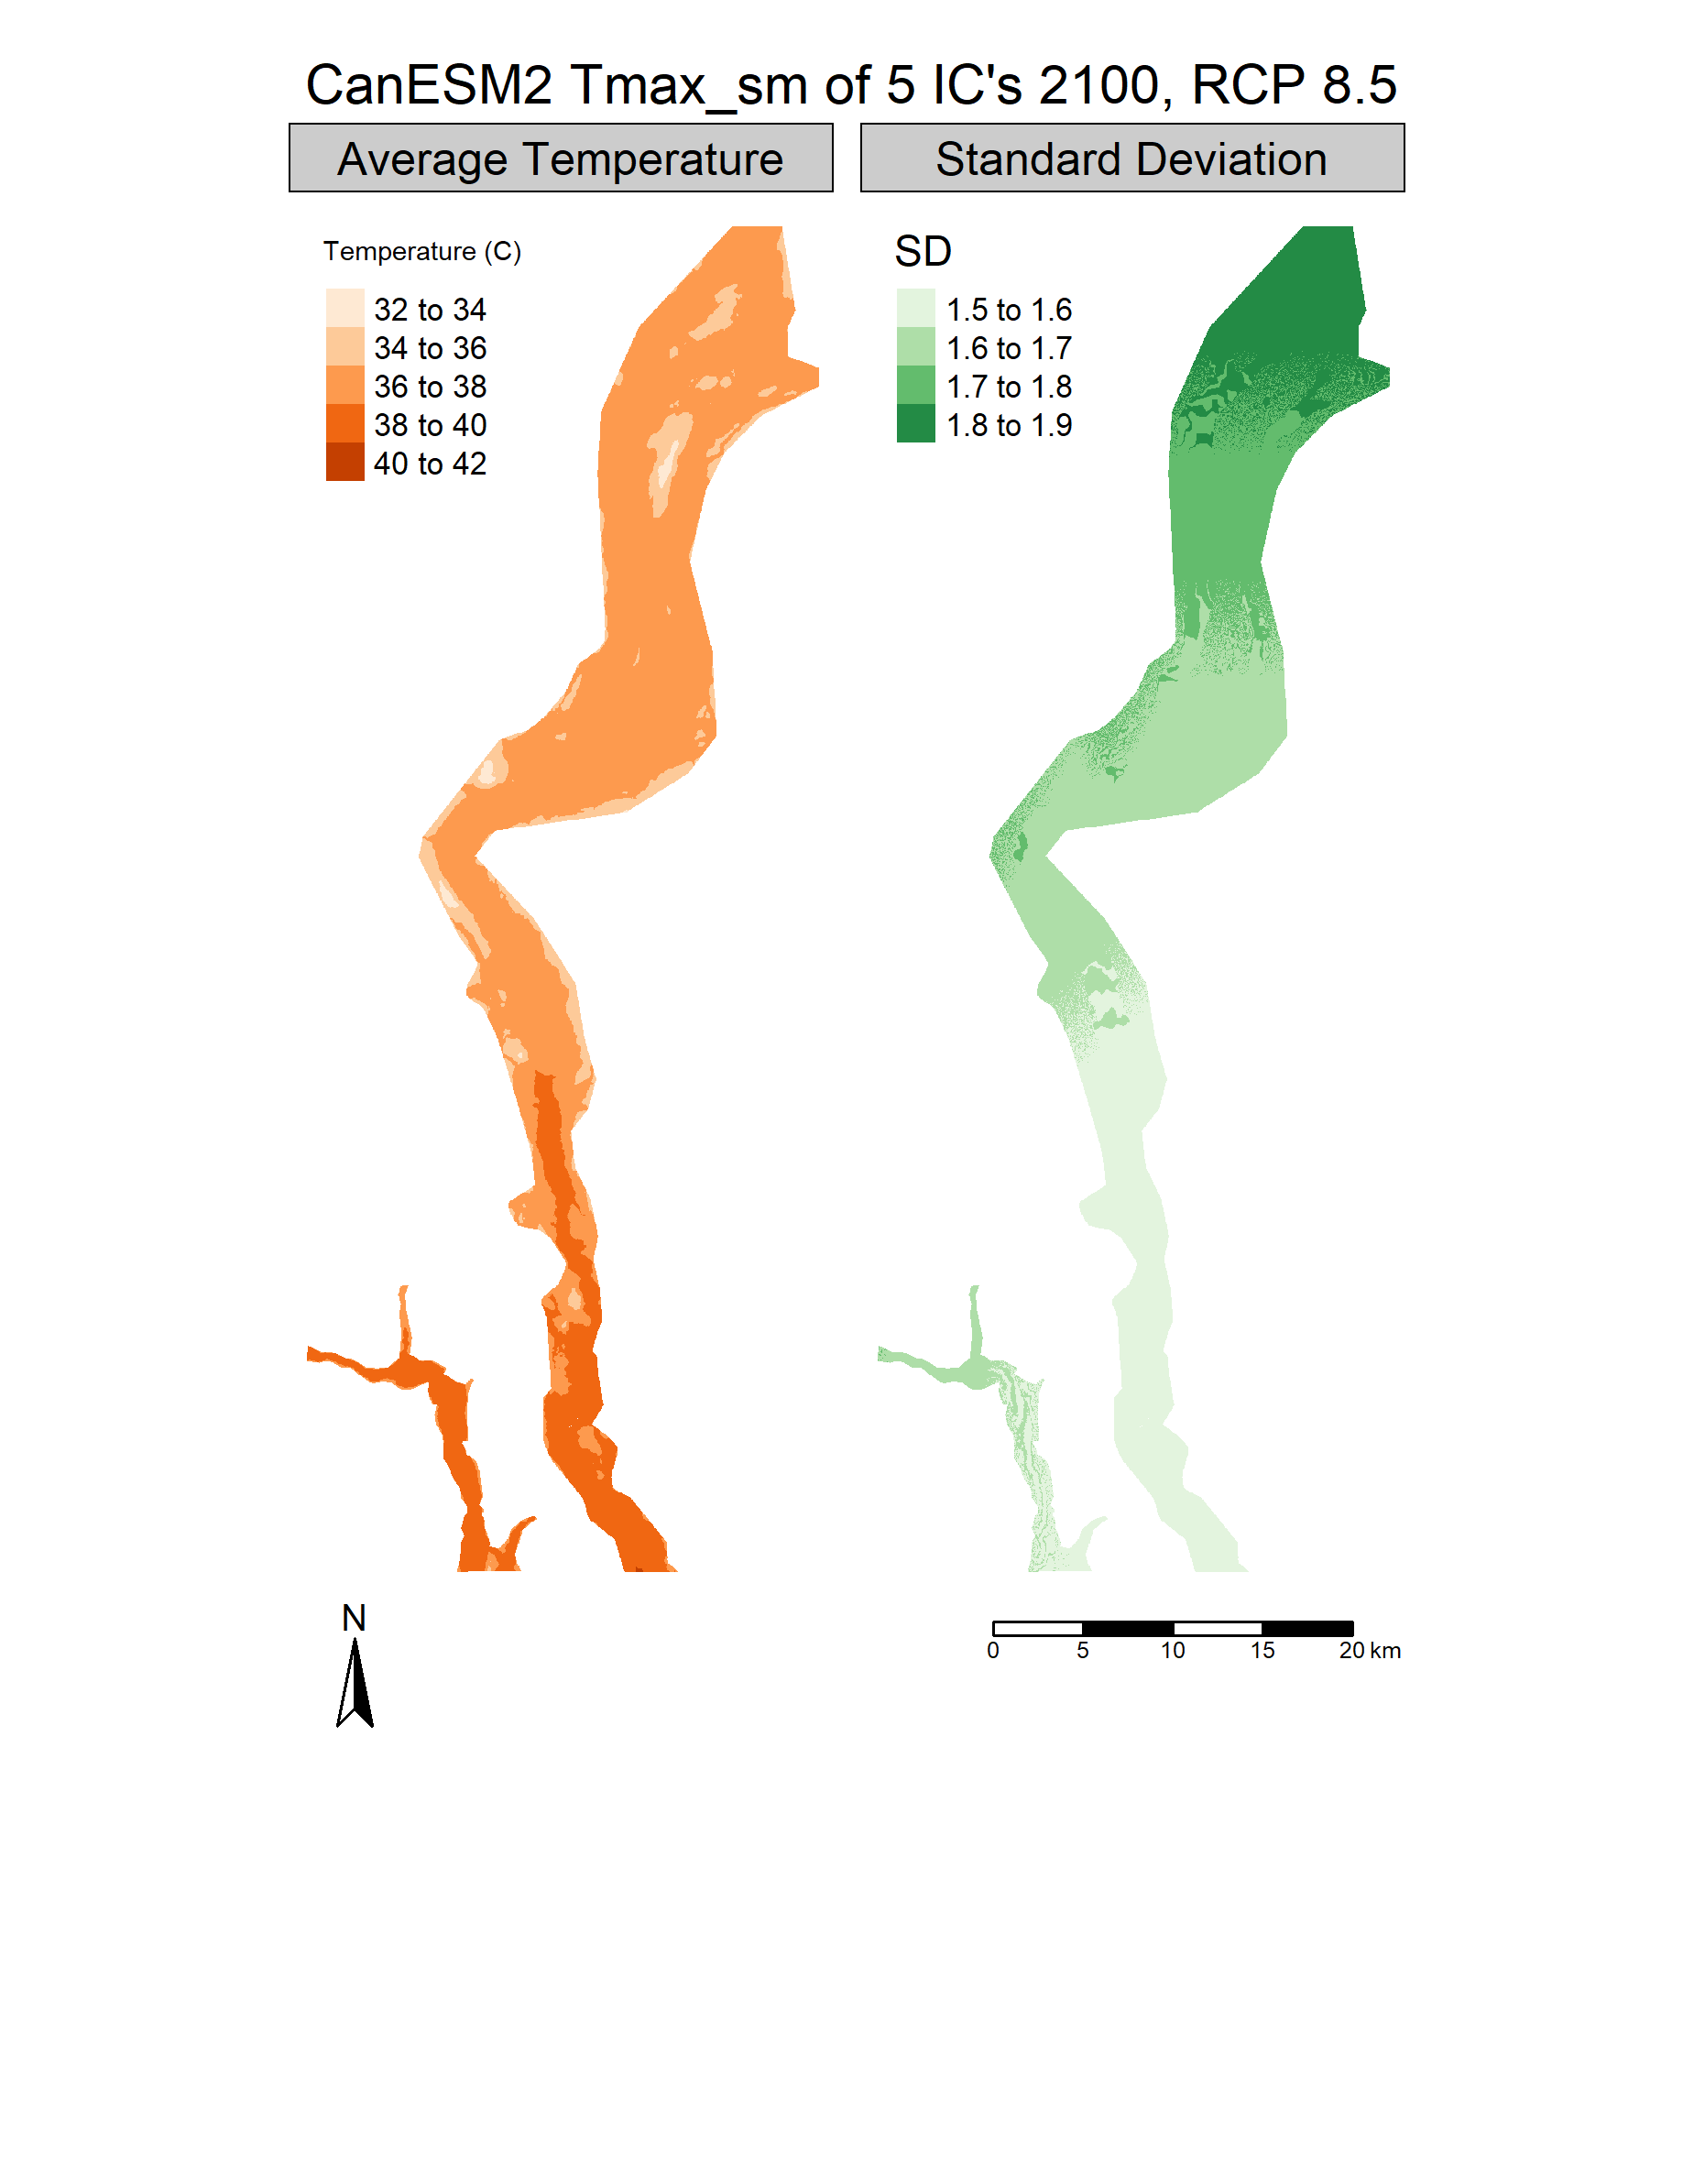 CanESM2 Tmax_sm of 5 IC's 2100, RCP 8.5
Average Temperature
Standard Deviation
Temperature (C)
32 to 34
34 to 36
36 to 38
38 to 40
40 to 42
SD
1.5 to 1.6
1.6 to 1.7
1.7 to 1.8
1.8 to 1.9
N
0 5 10 15 20 km